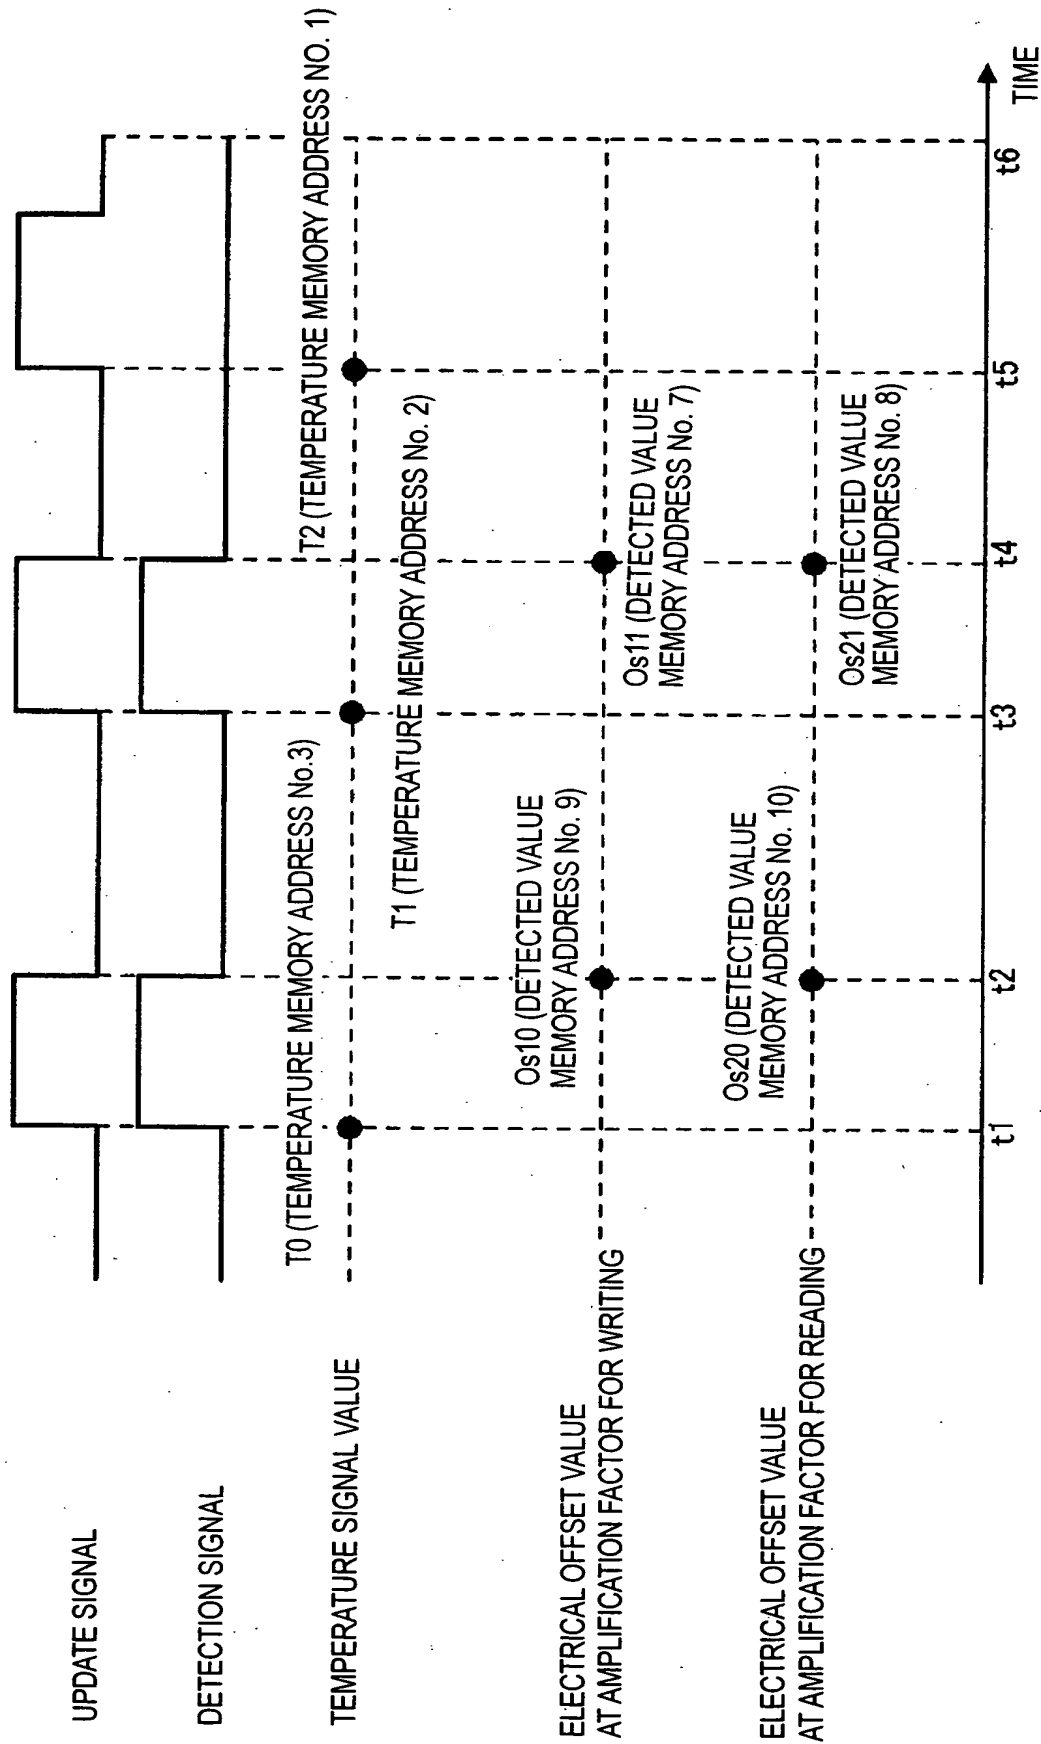 UPDATE SIGNAL
DETECTION SIGNAL
TEMPERATURE SIGNAL VALUE
T0 (TEMPERATURE MEMORY ADDRESS No.3)
T1 (TEMPERATURE MEMORY ADDRESS No. 2)
T2 (TEMPERATURE MEMORY ADDRESS NO. 1)
ELECTRICAL OFFSET VALUE
AT AMPLIFICATION FACTOR FOR WRITING
Os10 (DETECTED VALUE
MEMORY ADDRESS No. 9)
Os11 (DETECTED VALUE
MEMORY ADDRESS No. 7)
ELECTRICAL OFFSET VALUE
AT AMPLIFICATION FACTOR FOR READING
Os20 (DETECTED VALUE
MEMORY ADDRESS No. 10)
Os21 (DETECTED VALUE
MEMORY ADDRESS No. 8)
t1
t2
t3
t4
t5
t6
TIME